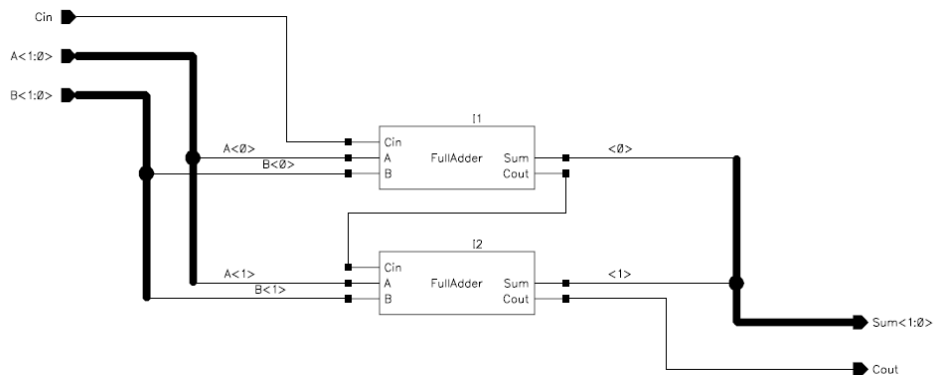 Cin
A<1:0>
B<1:0>
I1
Cin
A<0>
A
FullAdder
Sum
<0>
B<0>
B
Cout
I2
Cin
A<1>
A
FullAdder
Sum
<1>
B<1>
B
Cout
Sum<1:0>
Cout